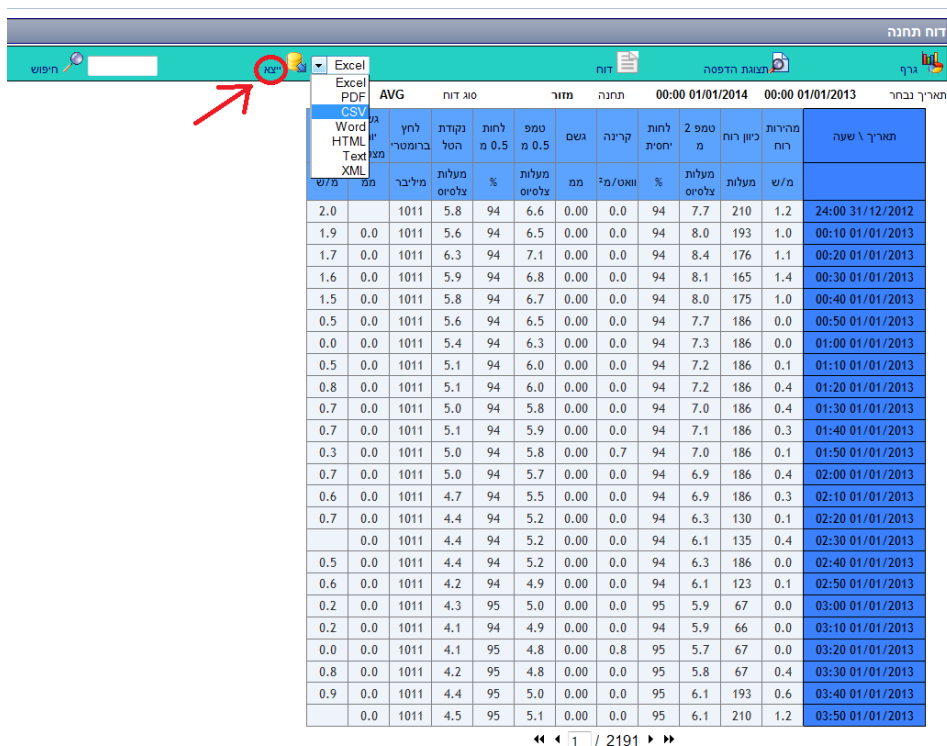 דוח תחנה
גרף תצוגת הדפסה דוח Excel ייצא חיפוש
Excel
PDF
CSV
Word
HTML
Text
XML
תאריך נבחר 00:00 01/01/2013 00:00 01/01/2014 תחנה מזור סוג דוח AVG
תאריך \ שעה מהירות רוח כיוון רוח טמפ 2 מ לחות יחסית קרינה גשם טמפ 0.5 מ לחות 0.5 מ נקודת הטל לחץ ברומטרי
מ/ש מעלות מעלות צלסיוס % וואט/מ² ממ מעלות צלסיוס % מעלות צלסיוס מיליבר ממ מ/ש
24:00 31/12/2012 1.2 210 7.7 94 0.0 0.00 6.6 94 5.8 1011 2.0
00:10 01/01/2013 1.0 193 8.0 94 0.0 0.00 6.5 94 5.6 1011 0.0 1.9
00:20 01/01/2013 1.1 176 8.4 94 0.0 0.00 7.1 94 6.3 1011 0.0 1.7
00:30 01/01/2013 1.4 165 8.1 94 0.0 0.00 6.8 94 5.9 1011 0.0 1.6
00:40 01/01/2013 1.0 175 8.0 94 0.0 0.00 6.7 94 5.8 1011 0.0 1.5
00:50 01/01/2013 0.0 186 7.7 94 0.0 0.00 6.5 94 5.6 1011 0.0 0.5
01:00 01/01/2013 0.0 186 7.3 94 0.0 0.00 6.3 94 5.4 1011 0.0 0.0
01:10 01/01/2013 0.1 186 7.2 94 0.0 0.00 6.0 94 5.1 1011 0.0 0.5
01:20 01/01/2013 0.4 186 7.2 94 0.0 0.00 6.0 94 5.1 1011 0.0 0.8
01:30 01/01/2013 0.4 186 7.0 94 0.0 0.00 5.8 94 5.0 1011 0.0 0.7
01:40 01/01/2013 0.3 186 7.1 94 0.0 0.00 5.9 94 5.1 1011 0.0 0.7
01:50 01/01/2013 0.1 186 7.0 94 0.7 0.00 5.8 94 5.0 1011 0.0 0.3
02:00 01/01/2013 0.4 186 6.9 94 0.0 0.00 5.7 94 5.0 1011 0.0 0.7
02:10 01/01/2013 0.3 186 6.9 94 0.0 0.00 5.5 94 4.7 1011 0.0 0.6
02:20 01/01/2013 0.1 130 6.3 94 0.0 0.00 5.2 94 4.4 1011 0.0 0.7
02:30 01/01/2013 0.4 135 6.1 94 0.0 0.00 5.2 94 4.4 1011 0.0
02:40 01/01/2013 0.0 186 6.3 94 0.0 0.00 5.2 94 4.4 1011 0.0 0.5
02:50 01/01/2013 0.1 123 6.1 94 0.0 0.00 4.9 94 4.2 1011 0.0 0.6
03:00 01/01/2013 0.0 67 5.9 95 0.0 0.00 5.0 95 4.3 1011 0.0 0.2
03:10 01/01/2013 0.0 66 5.9 94 0.0 0.00 4.9 94 4.1 1011 0.0 0.2
03:20 01/01/2013 0.0 67 5.7 95 0.8 0.00 4.8 95 4.1 1011 0.0 0.0
03:30 01/01/2013 0.4 67 5.8 95 0.0 0.00 4.8 95 4.2 1011 0.0 0.8
03:40 01/01/2013 0.6 193 6.1 95 0.0 0.00 5.0 95 4.4 1011 0.0 0.9
03:50 01/01/2013 1.2 210 6.1 95 0.0 0.00 5.1 95 4.5 1011 0.0
1 / 2191